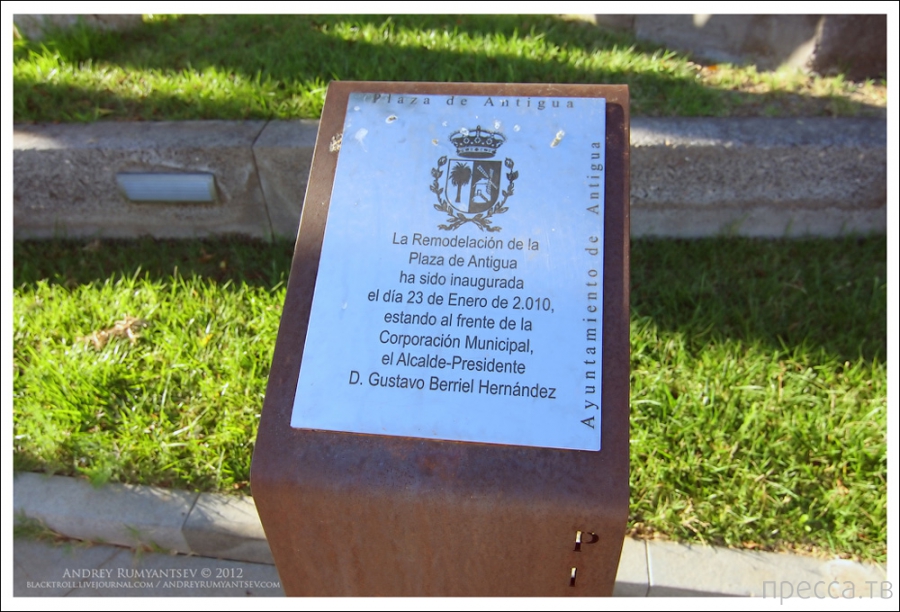 Plaza de Antigua
La Remodelación de la
Plaza de Antigua
ha sido inaugurada
el día 23 de Enero de 2.010,
estando al frente de la
Corporación Municipal,
el Alcalde-Presidente
D. Gustavo Berriel Hernández
Ayuntamiento de Antigua
ANDREY RUMYANTSEV © 2012
BLACKTROLL.LIVEJOURNAL.COM / ANDREYRUMYANTSEV.COM
пресса.тв